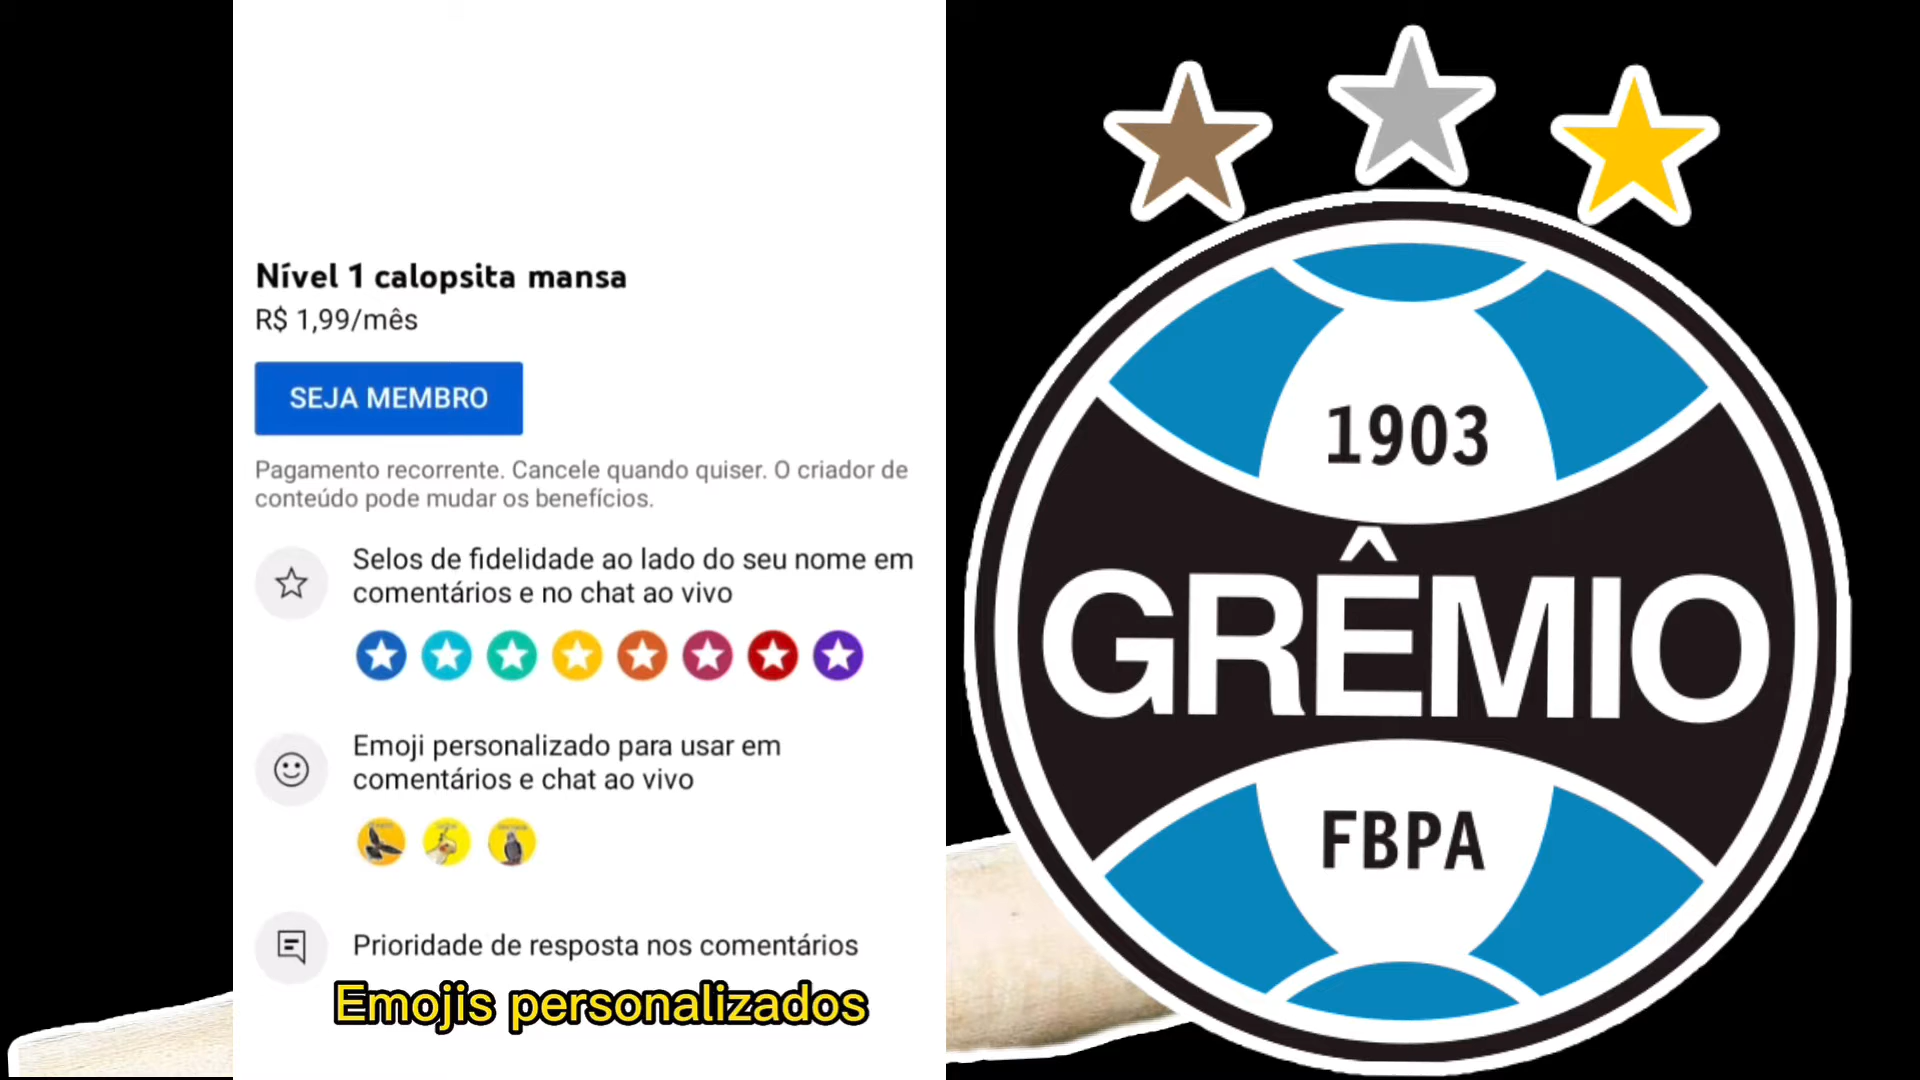 Nível 1 calopsita mansa
R$ 1,99/mês
SEJA MEMBRO
Pagamento recorrente. Cancele quando quiser. O criador de
conteúdo pode mudar os benefícios.
Selos de fidelidade ao lado do seu nome em
comentários e no chat ao vivo
Emoji personalizado para usar em
comentários e chat ao vivo
Prioridade de resposta nos comentários
Emojis personalizados
1903
GRÊMIO
FBPA